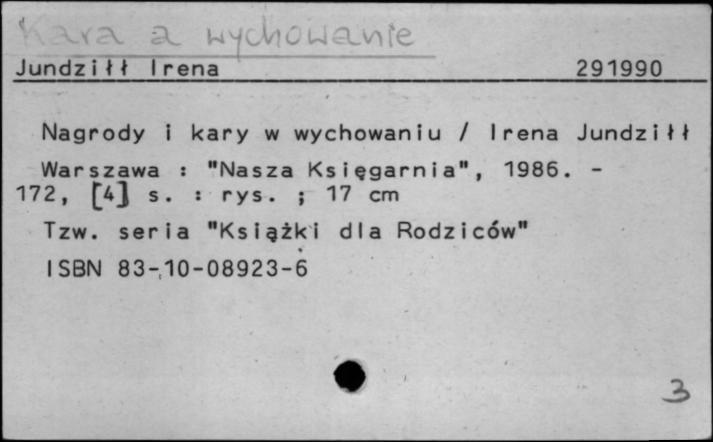 Kara a wychowanie
Jundziłł Irena 291990
Nagrody i kary w wychowaniu / Irena Jundziłł
Warszawa : "Nasza Księgarnia", 1986. -
172, [4] s. : rys. ; 17 cm
Tzw. seria "Książki dla Rodziców"
ISBN 83-10-08923-6
3